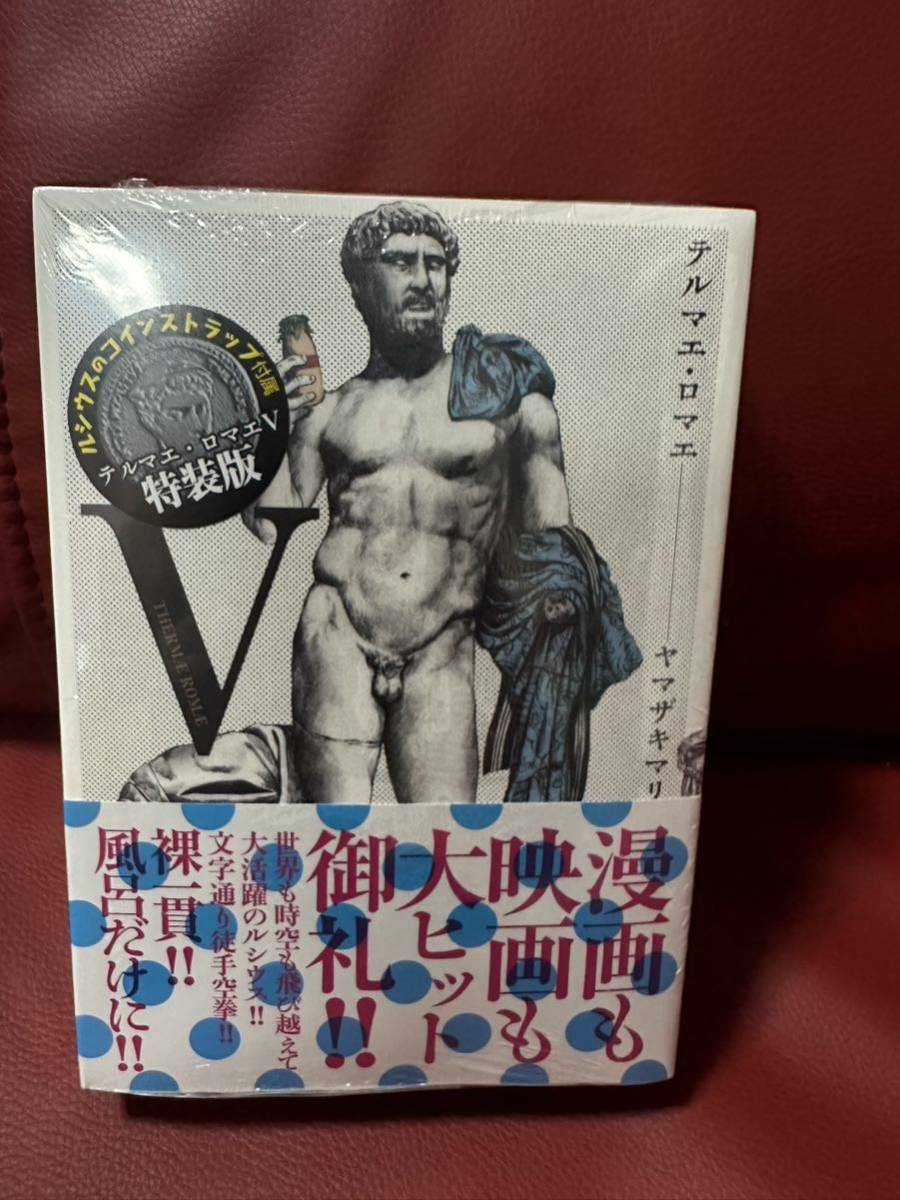 テルマエ・ロマエ
ヤマザキマリ
ルシウスのコインストラップ付属
テルマエ・ロマエV
特装版
V
THERMÆ ROMÆ
漫画も
映画も
大ヒット
御礼!!
世界も時空も飛び越えて
大活躍のルシウス!!
文字通り徒手空拳!!
裸一貫!!
風呂だけに!!